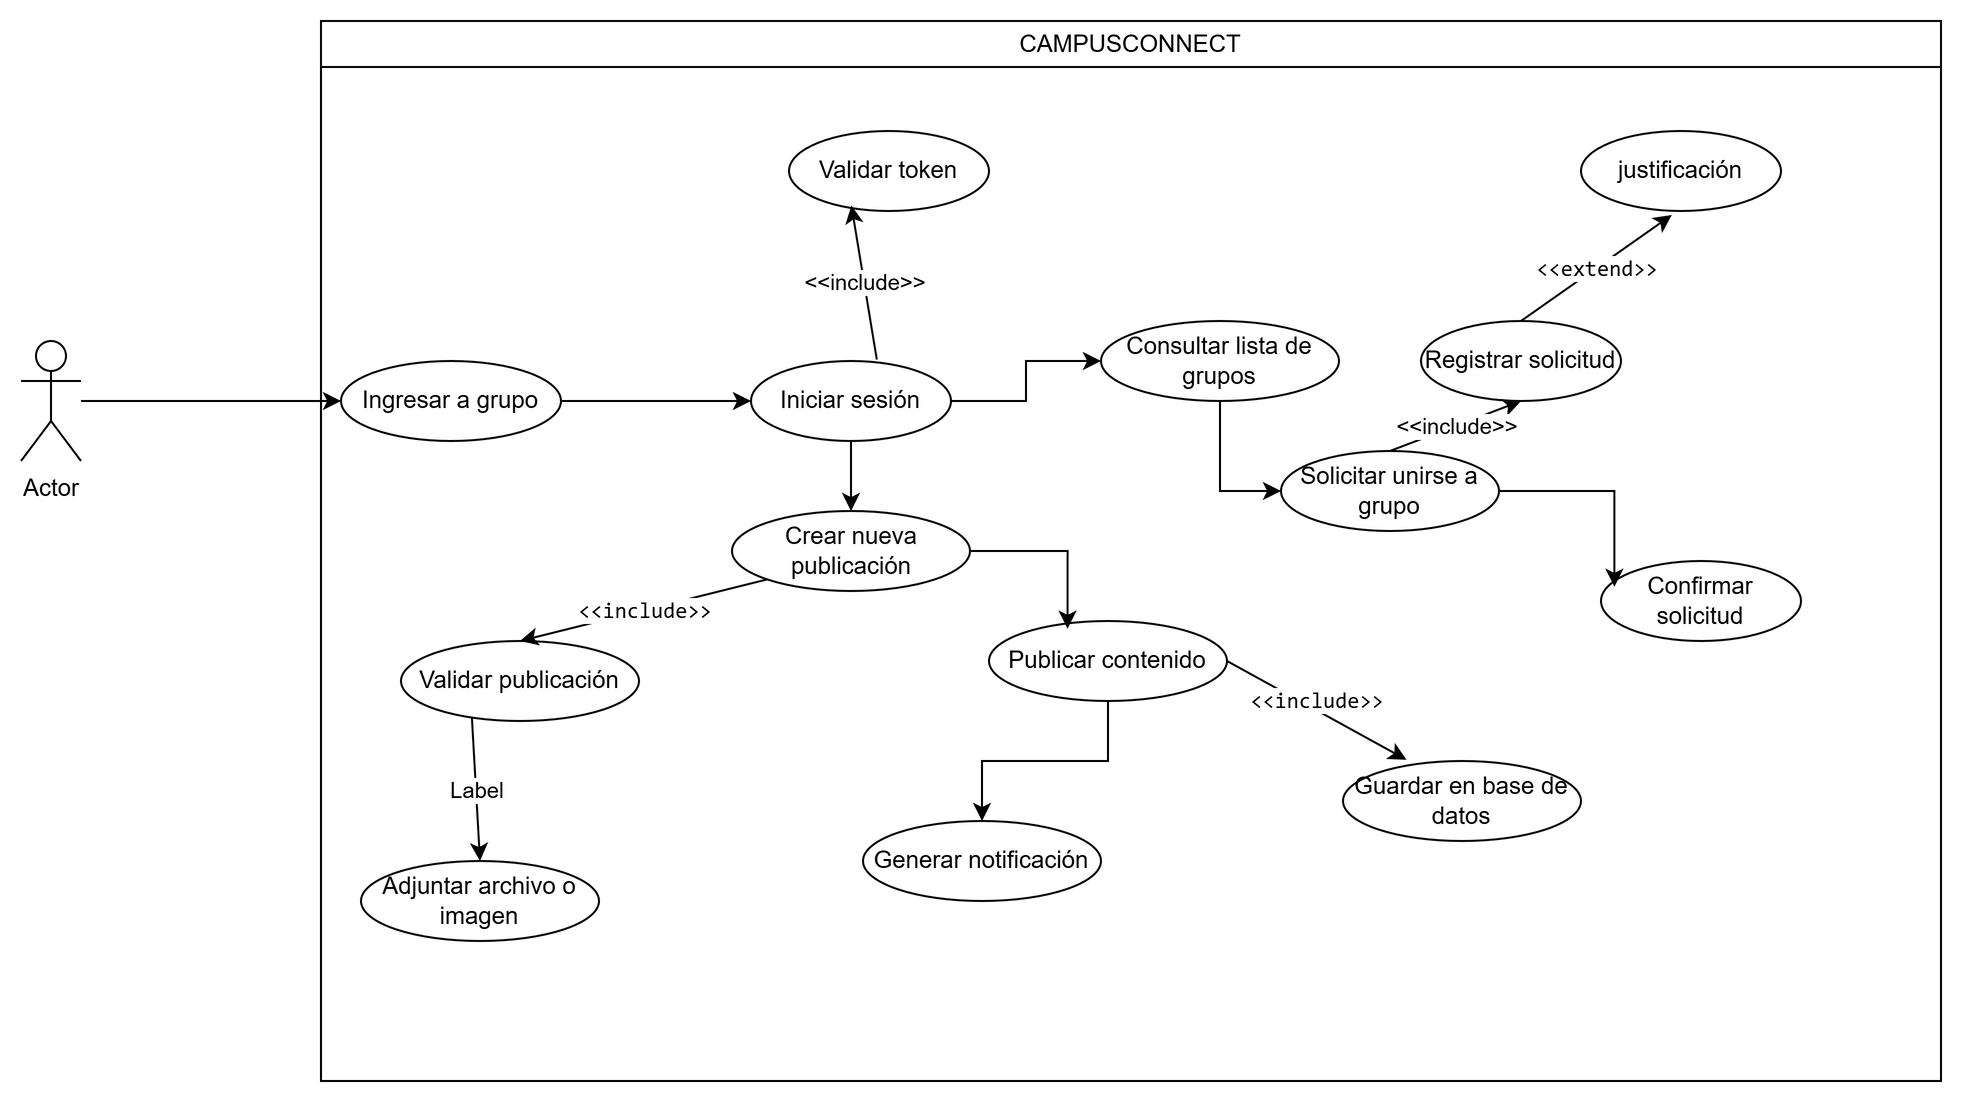 CAMPUSCONNECT
Validar token
justificación
<<include>>
<<extend>>
Consultar lista de
grupos
Registrar solicitud
Ingresar a grupo
Iniciar sesión
<<include>>
Actor
Solicitar unirse a
grupo
Crear nueva
publicación
Confirmar
solicitud
<<include>>
Validar publicación
Publicar contenido
<<include>>
Label
Guardar en base de
datos
Generar notificación
Adjuntar archivo o
imagen